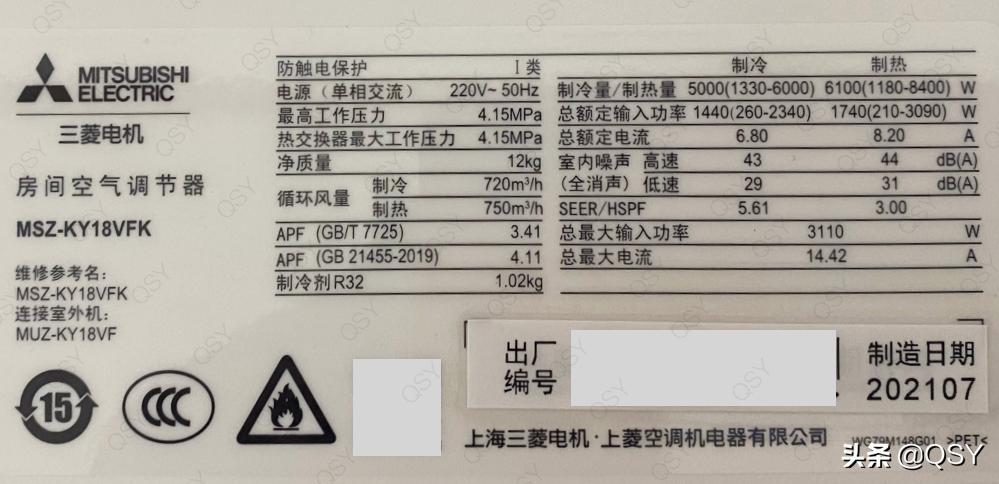 MITSUBISHI
ELECTRIC
三菱电机
房间空气调节器
MSZ-KY18VFK
维修参考名：
MSZ-KY18VFK
连接室外机：
MUZ-KY18VF
防触电保护 I 类
电源（单相交流） 220V~ 50Hz
最高工作压力 4.15MPa
热交换器最大工作压力 4.15MPa
净质量 12kg
循环风量 制冷 720m³/h
制热 750m³/h
APF (GB/T 7725) 3.41
APF (GB 21455-2019) 4.11
制冷剂R32 1.02kg
制冷 制热
制冷量/制热量 5000(1330-6000) 6100(1180-8400) W
总额定输入功率 1440(260-2340) 1740(210-3090) W
总额定电流 6.80 8.20 A
室内噪声 高速 43 44 dB(A)
(全消声) 低速 29 31 dB(A)
SEER/HSPF 5.61 3.00
总最大输入功率 3110 W
总最大电流 14.42 A
15
CCC
出厂
编号
制造日期
202107
上海三菱电机·上菱空调机电器有限公司
WG79M148G01 >PET<
头条 @QSY
QSY